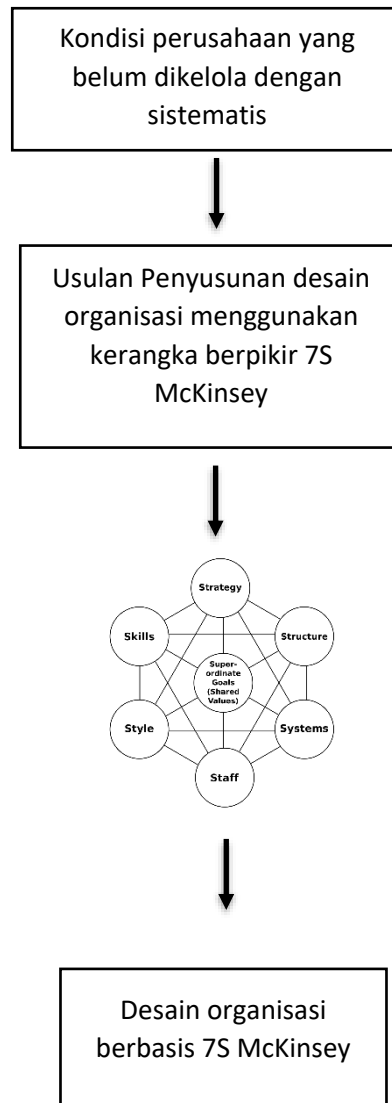 Kondisi perusahaan yang
belum dikelola dengan
sistematis
Usulan Penyusunan desain
organisasi menggunakan
kerangka berpikir 7S
McKinsey
Strategy
Skills
Structure
Super-
ordinate
Goals
(Shared
Values)
Style
Systems
Staff
Desain organisasi
berbasis 7S McKinsey